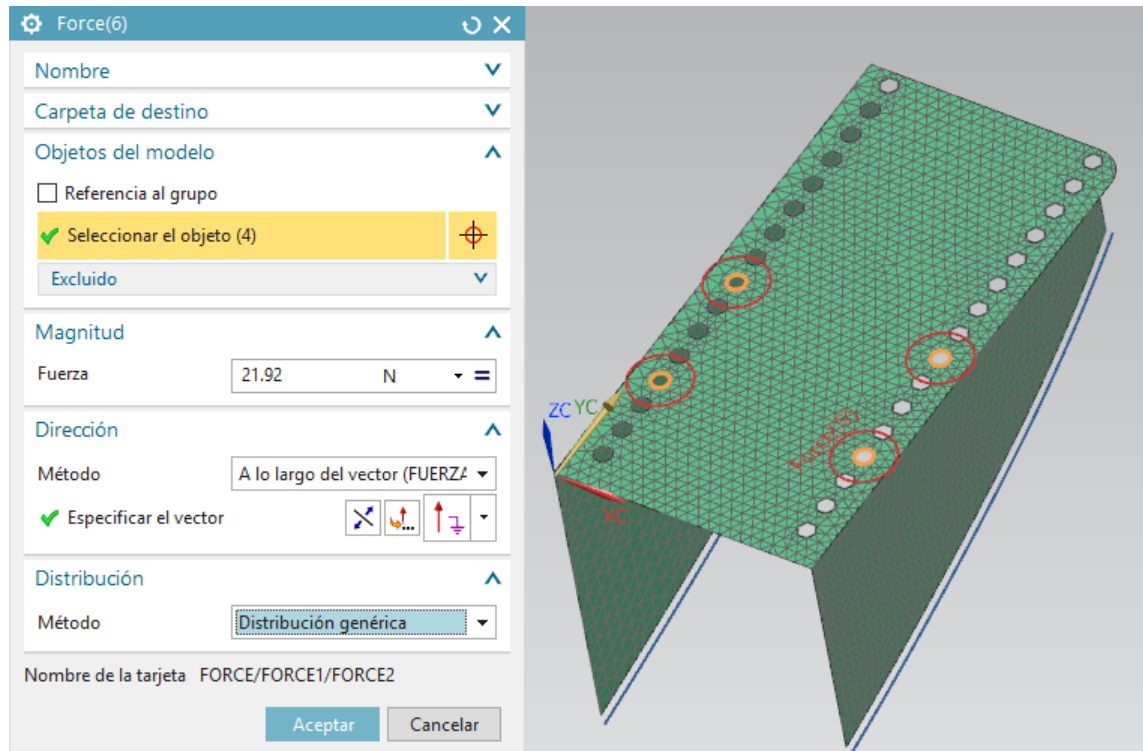 Force(6)
Nombre
Carpeta de destino
Objetos del modelo
Referencia al grupo
Seleccionar el objeto (4)
Excluido
Magnitud
Fuerza 21.92 N
Dirección
Método A lo largo del vector (FUERZA
Especificar el vector
Distribución
Método Distribución genérica
Nombre de la tarjeta FORCE/FORCE1/FORCE2
Aceptar Cancelar
ZC YC
XC